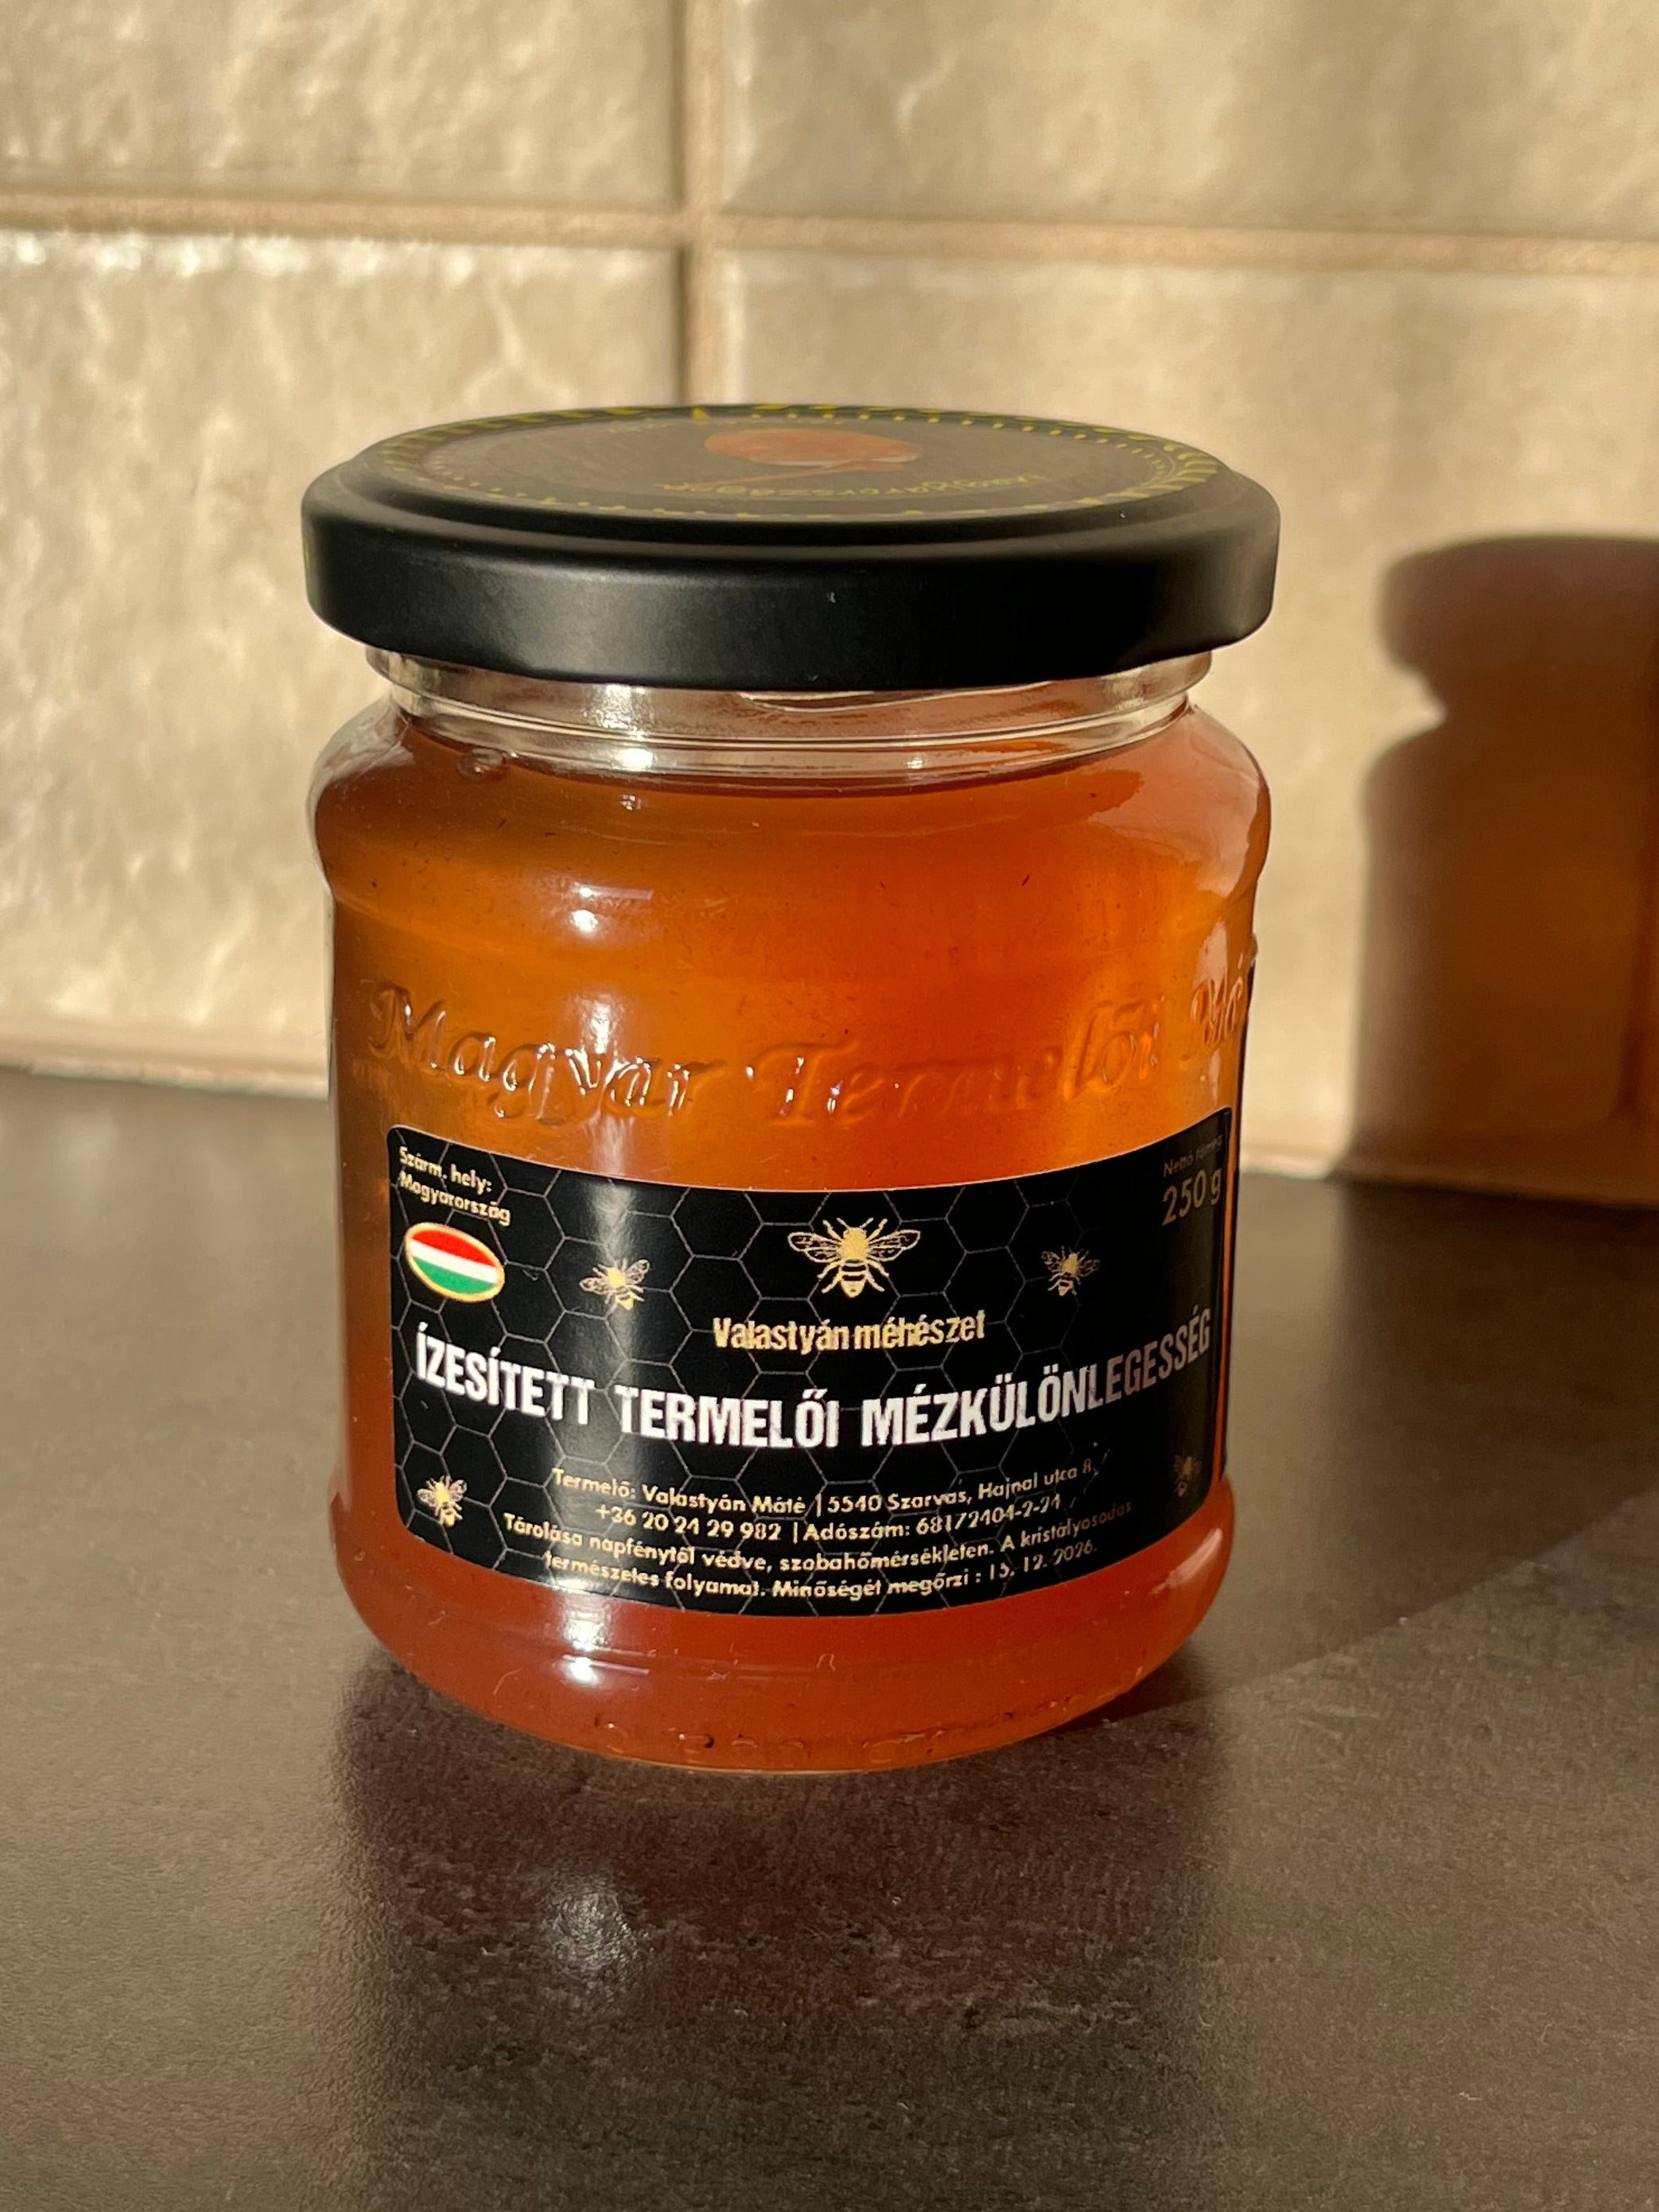 Magyarország
Magyar Termelői
Szárm. hely:
Magyarország
Nettó tömeg
250 g
Valastyán méhészet
ÍZESÍTETT TERMELŐI MÉZKÜLÖNLEGESSÉG
Termelő: Valastyán Máté | 5540 Szarvas, Hajnal utca 8.
+36 20 24 29 982 | Adószám: 68172404-2-24
Tárolása napfénytől védve, szobahőmérsékleten. A kristályosodás
természetes folyamat. Minőségét megőrzi : 15. 12. 2026.